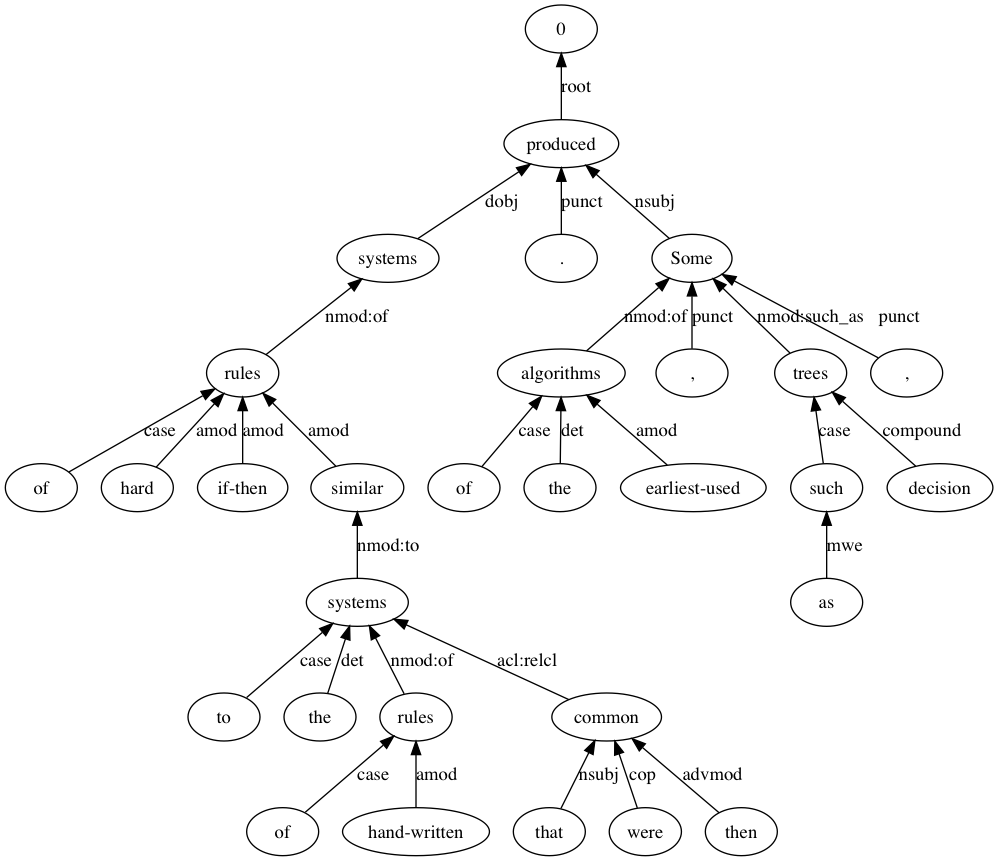 0
root
produced
dobj punct nsubj
systems . Some
nmod:of nmod:of punct nmod:such_as punct
rules algorithms , trees ,
case amod amod amod case det amod case compound
of hard if-then similar of the earliest-used such decision
nmod:to mwe
systems as
case det nmod:of acl:relcl
to the rules common
case amod nsubj cop advmod
of hand-written that were then